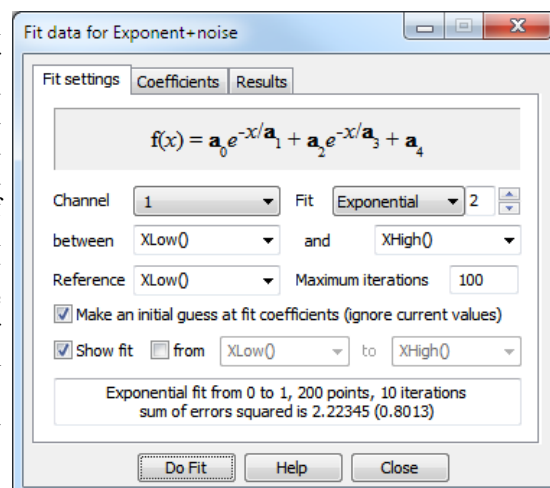 Fit data for Exponent+noise
Fit settings Coefficients Results
f(x) = a₀e^-x/a₁ + a₂e^-x/a₃ + a₄
Channel 1 Fit Exponential 2
between XLow() and XHigh()
Reference XLow() Maximum iterations 100
Make an initial guess at fit coefficients (ignore current values)
Show fit from XLow() to XHigh()
Exponential fit from 0 to 1, 200 points, 10 iterations
sum of errors squared is 2.22345 (0.8013)
Do Fit Help Close